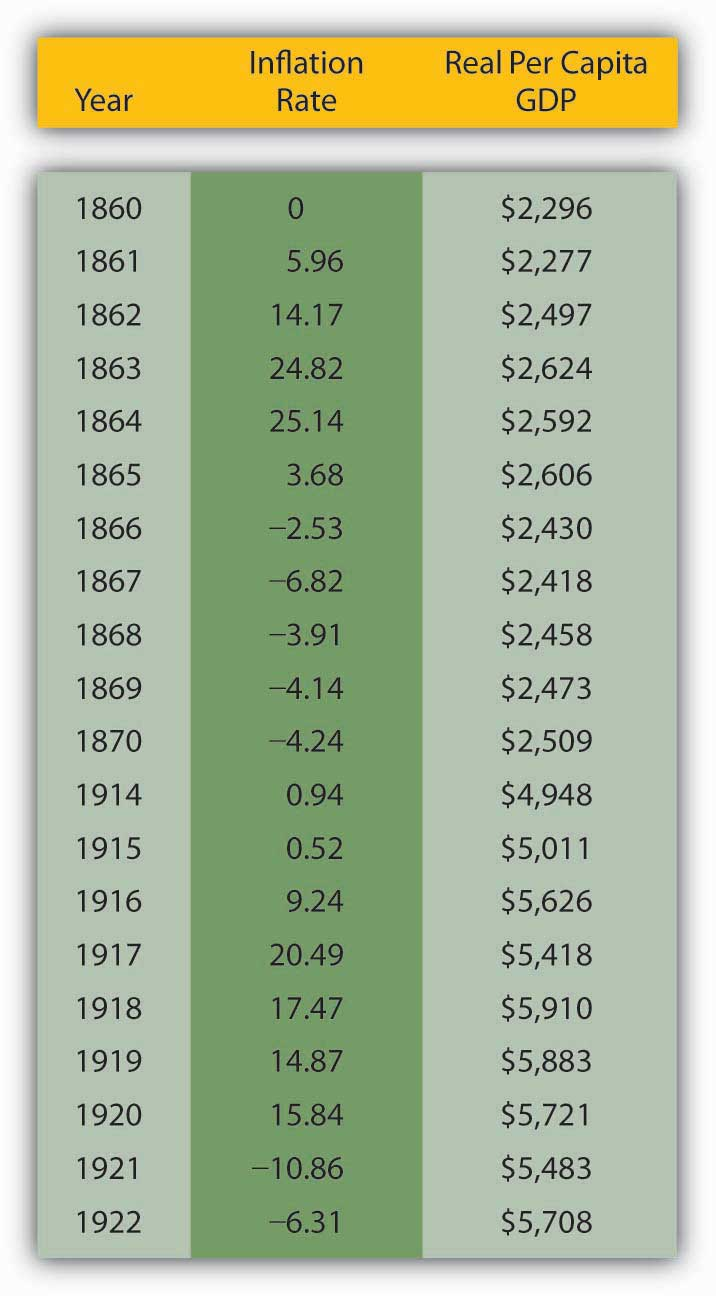 Year Inflation Rate Real Per Capita GDP
1860 0 $2,296
1861 5.96 $2,277
1862 14.17 $2,497
1863 24.82 $2,624
1864 25.14 $2,592
1865 3.68 $2,606
1866 −2.53 $2,430
1867 −6.82 $2,418
1868 −3.91 $2,458
1869 −4.14 $2,473
1870 −4.24 $2,509
1914 0.94 $4,948
1915 0.52 $5,011
1916 9.24 $5,626
1917 20.49 $5,418
1918 17.47 $5,910
1919 14.87 $5,883
1920 15.84 $5,721
1921 −10.86 $5,483
1922 −6.31 $5,708